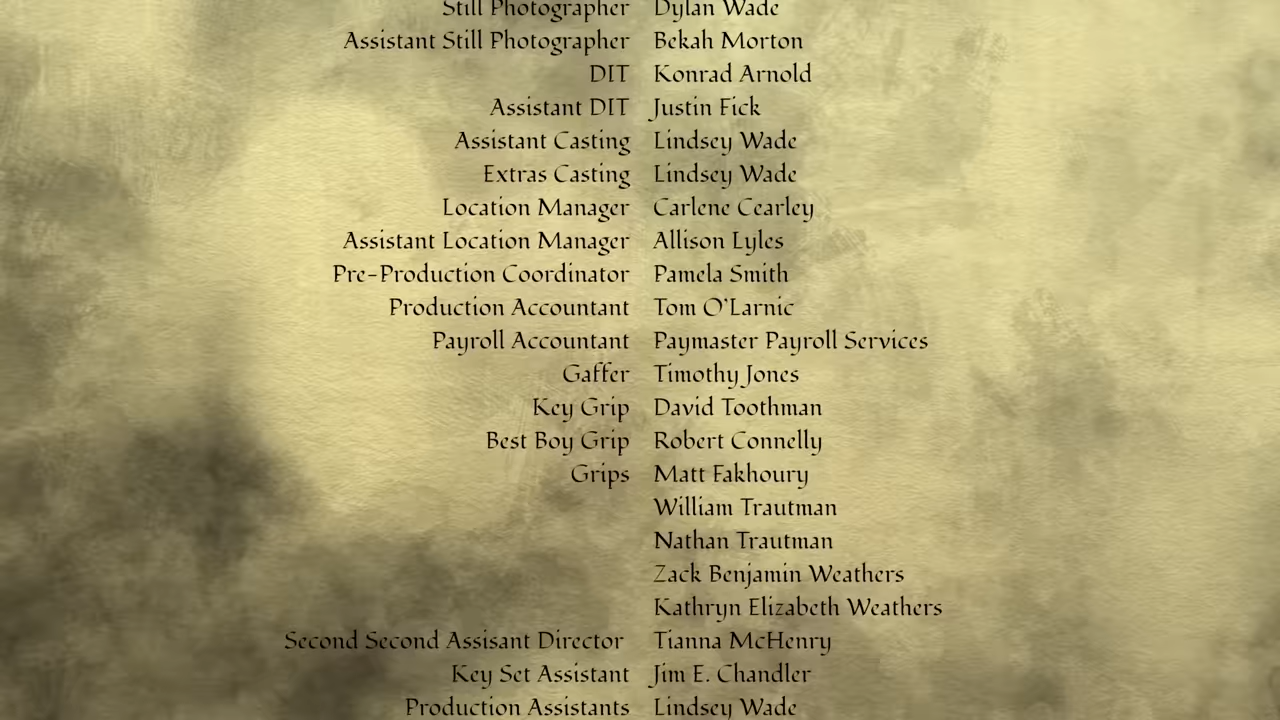 Still Photographer Dylan Wade
Assistant Still Photographer Bekah Morton
DIT Konrad Arnold
Assistant DIT Justin Fick
Assistant Casting Lindsey Wade
Extras Casting Lindsey Wade
Location Manager Carlene Cearley
Assistant Location Manager Allison Lyles
Pre-Production Coordinator Pamela Smith
Production Accountant Tom O'Larnic
Payroll Accountant Paymaster Payroll Services
Gaffer Timothy Jones
Key Grip David Toothman
Best Boy Grip Robert Connelly
Grips Matt Fakhoury
William Trautman
Nathan Trautman
Zack Benjamin Weathers
Kathryn Elizabeth Weathers
Second Second Assisant Director Tianna McHenry
Key Set Assistant Jim E. Chandler
Production Assistants Lindsey Wade